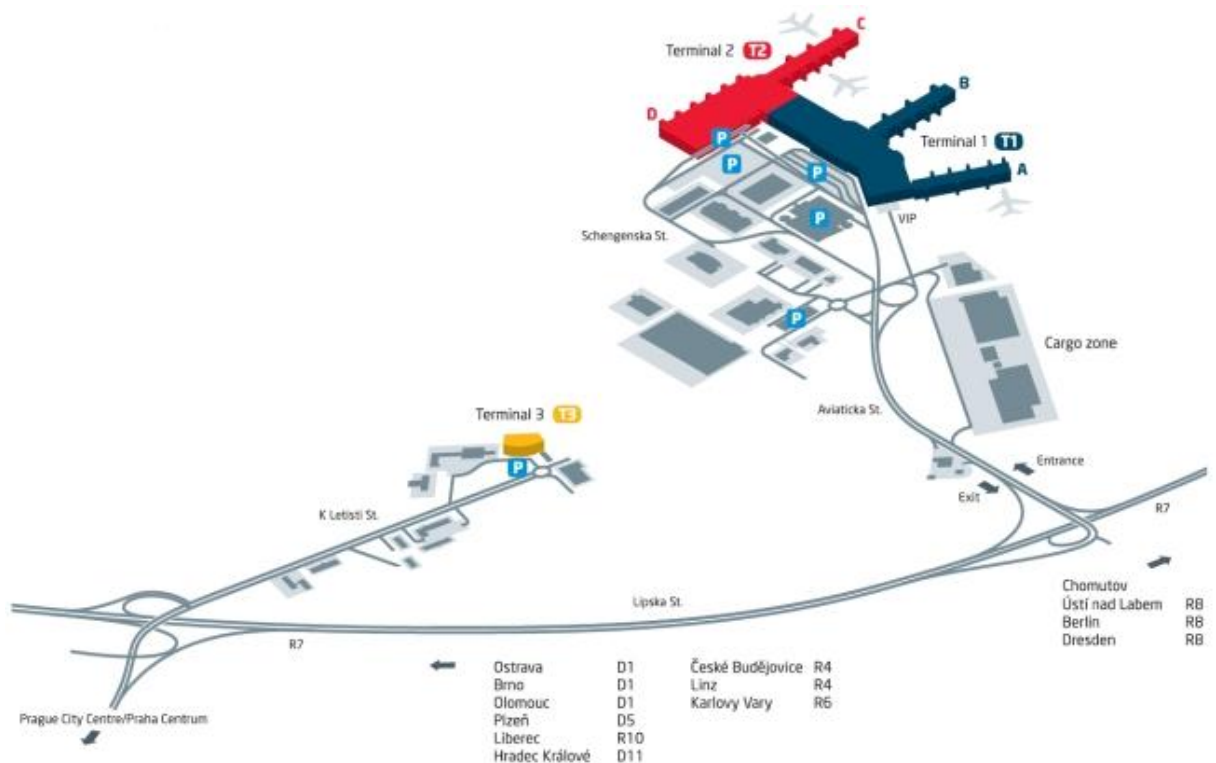 C
Terminal 2 T2
B
D
P
Terminal 1 T1
P
P
A
P
VIP
Schengenska St.
P
Cargo zone
Aviaticka St.
Terminal 3 T3
Entrance
P
Exit
R7
K Letisti St.
Chomutov
Lipska St.
Ústí nad Labem R8
Berlin R8
Dresden R8
R7
Ostrava D1 České Budějovice R4
Brno D1 Linz R4
Olomouc D1 Karlovy Vary R6
Plzeň D5
Liberec R10
Hradec Králové D11
Prague City Centre/Praha Centrum